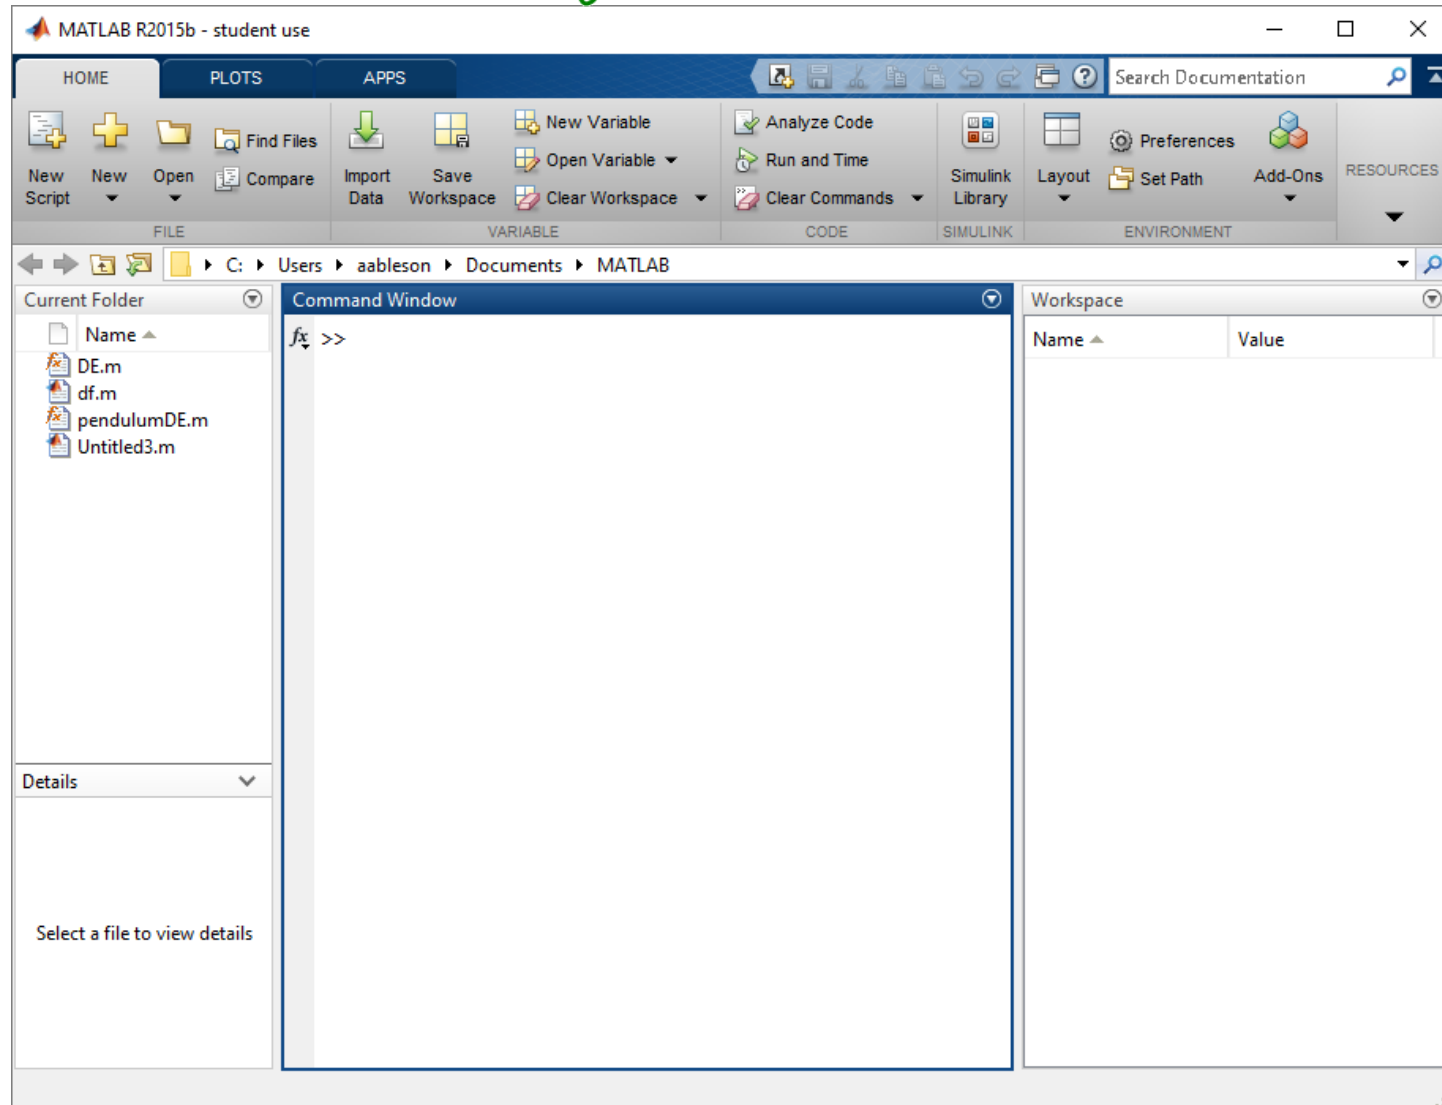 MATLAB R2015b - student use
HOME PLOTS APPS Search Documentation
New Script New Open Find Files Compare Import Data Save Workspace New Variable Open Variable Clear Workspace Analyze Code Run and Time Clear Commands Simulink Library Layout Preferences Set Path Add-Ons RESOURCES
FILE VARIABLE CODE SIMULINK ENVIRONMENT
C: Users aableson Documents MATLAB
Current Folder Command Window Workspace
Name fx >> Name Value
DE.m
df.m
pendulumDE.m
Untitled3.m
Details
Select a file to view details